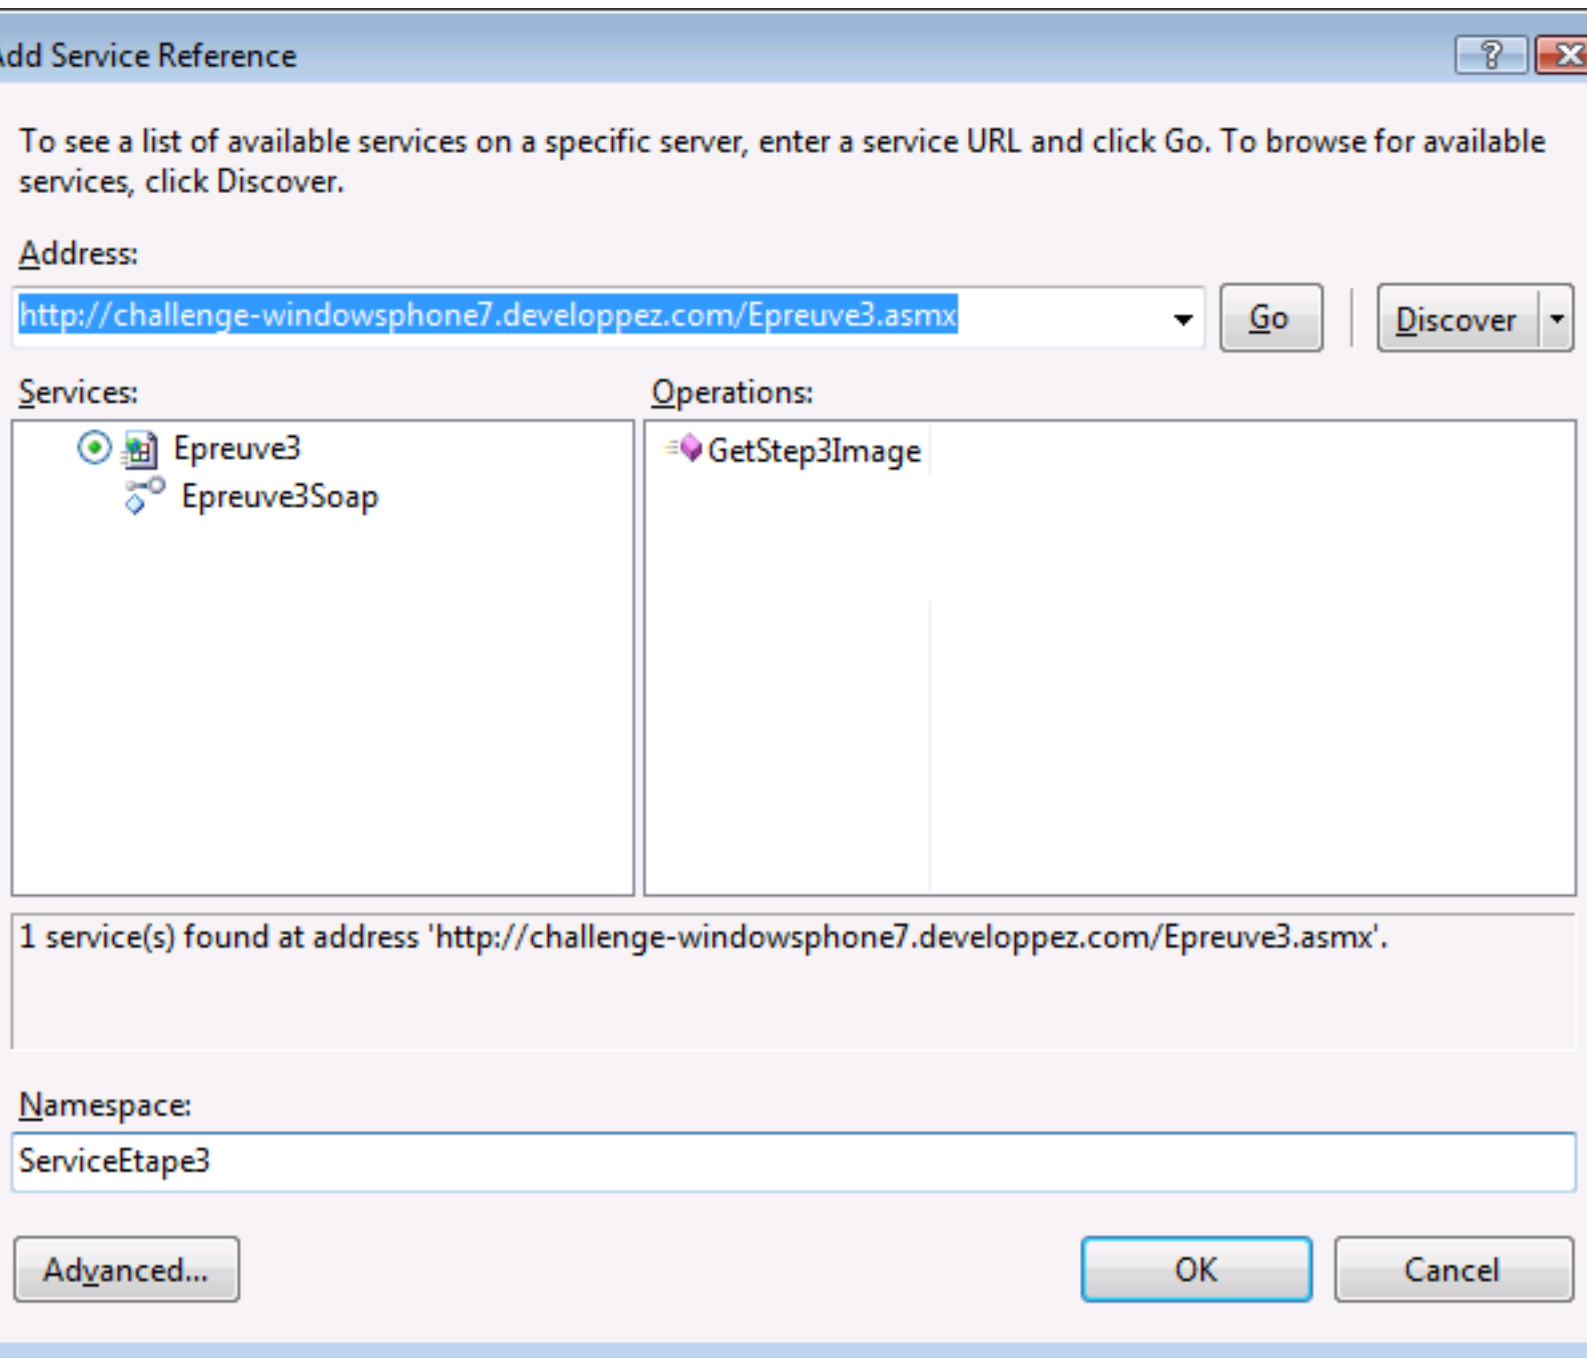 Add Service Reference
To see a list of available services on a specific server, enter a service URL and click Go. To browse for available
services, click Discover.
Address:
http://challenge-windowsphone7.developpez.com/Epreuve3.asmx
Go
Discover
Services:
Operations:
Epreuve3
GetStep3Image
Epreuve3Soap
1 service(s) found at address 'http://challenge-windowsphone7.developpez.com/Epreuve3.asmx'.
Namespace:
ServiceEtape3
Advanced...
OK
Cancel